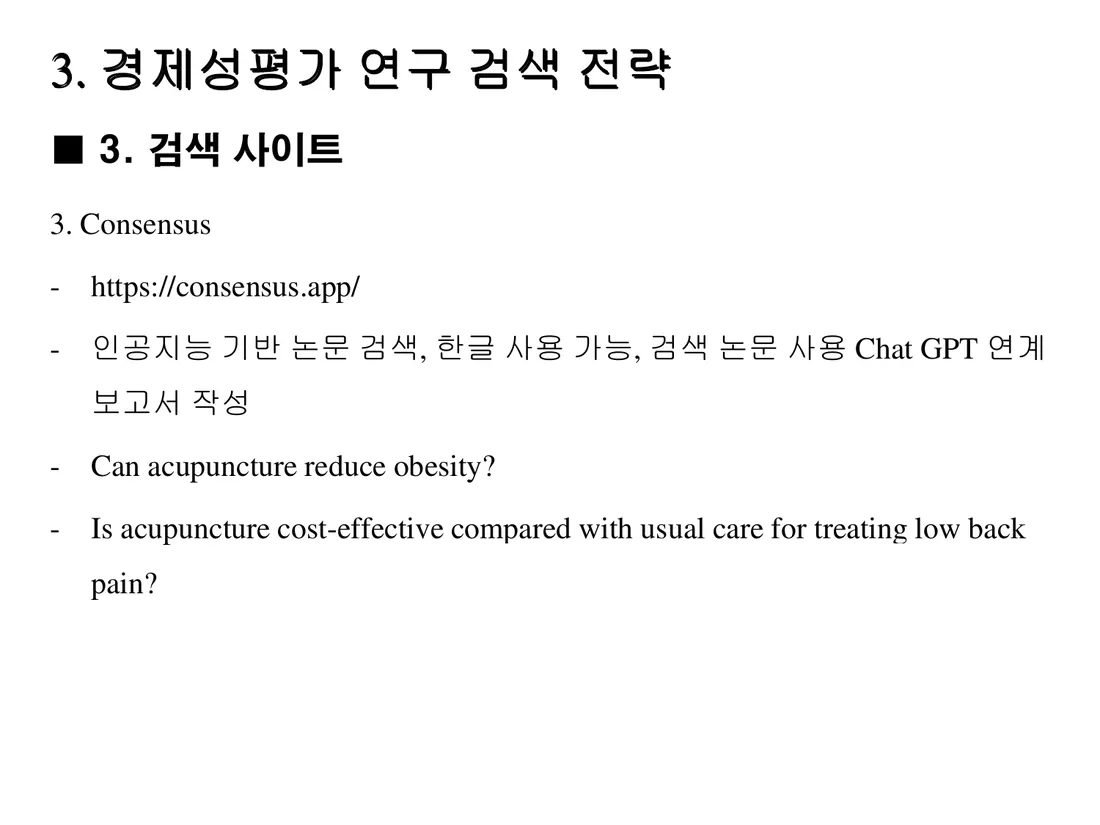 3. 경제성평가 연구 검색 전략
■ 3. 검색 사이트
3. Consensus
- https://consensus.app/
- 인공지능 기반 논문 검색, 한글 사용 가능, 검색 논문 사용 Chat GPT 연계
보고서 작성
- Can acupuncture reduce obesity?
- Is acupuncture cost-effective compared with usual care for treating low back
pain?